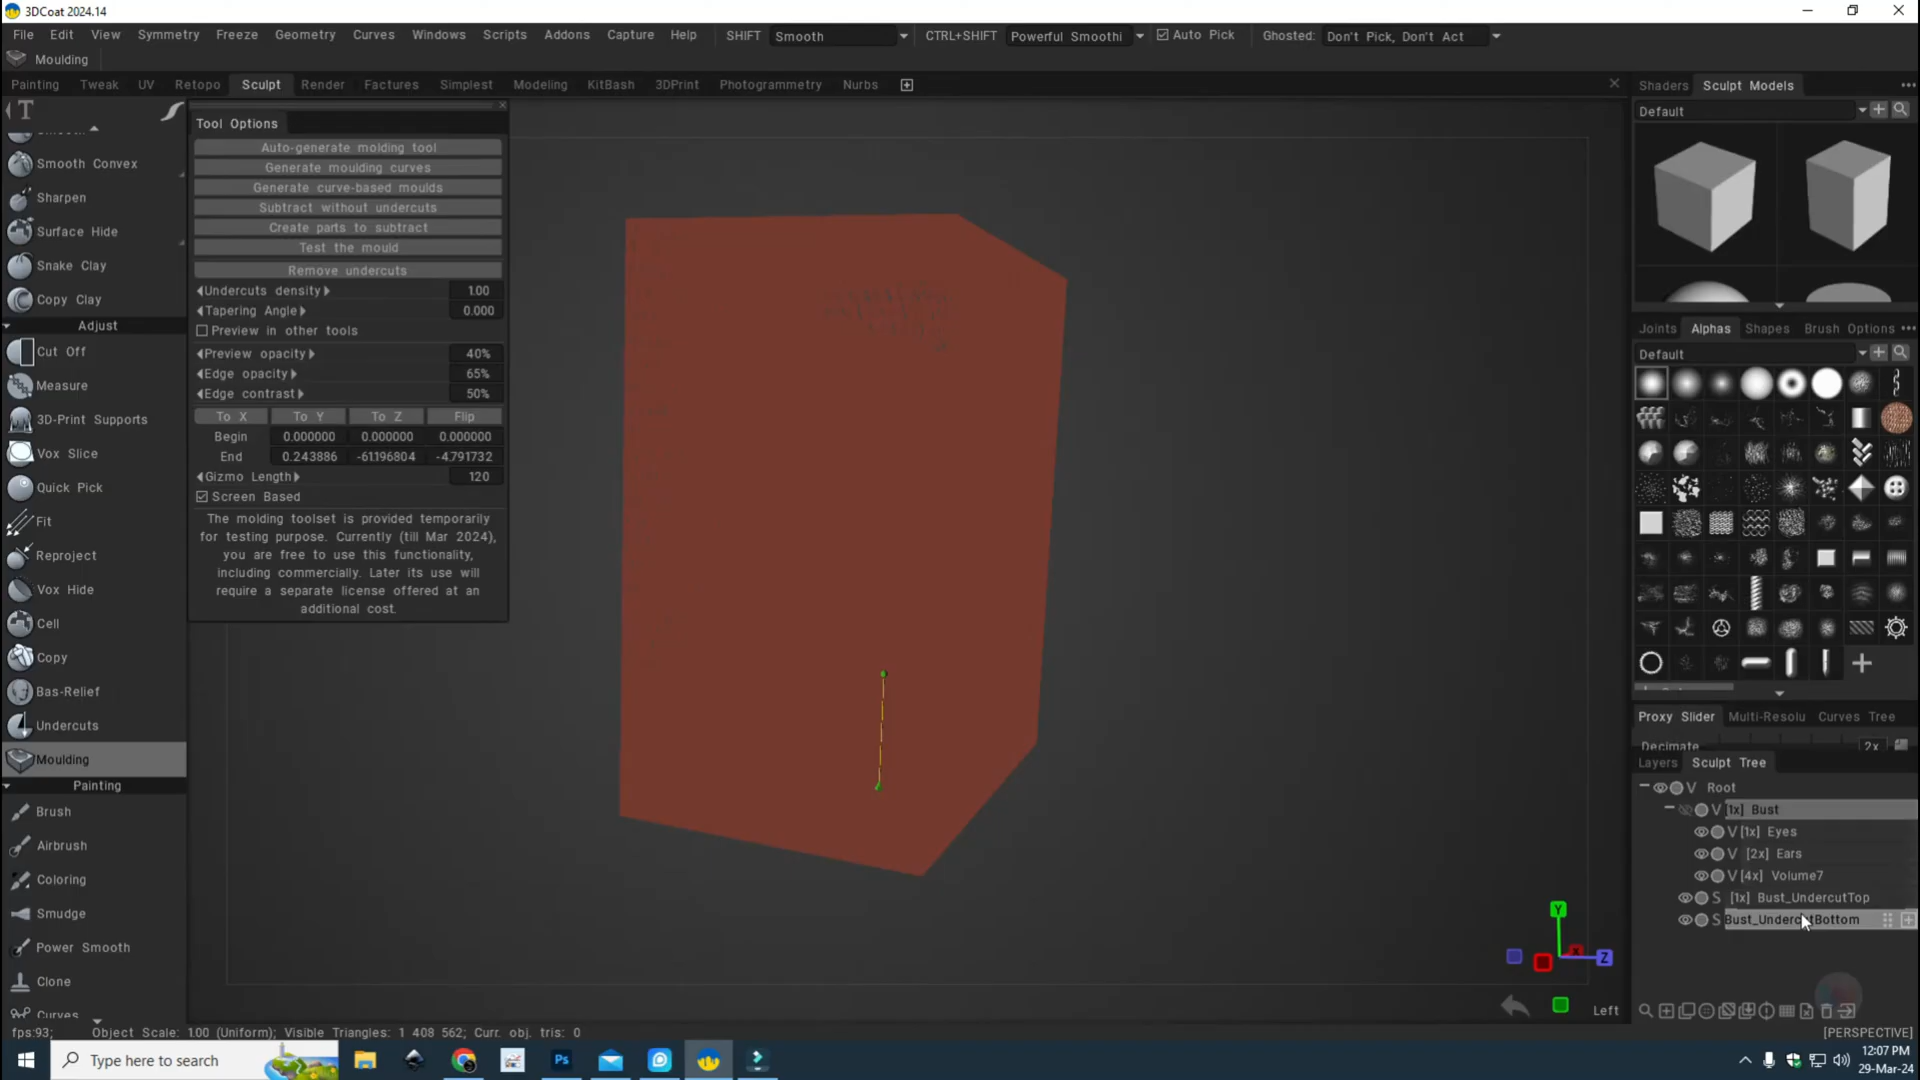 3DCoat 2024.14
File Edit View Symmetry Freeze Geometry Curves Windows Scripts Addons Capture Help SHIFT Smooth CTRL+SHIFT Powerful Smoothi Auto Pick Ghosted: Don't Pick, Don't Act
Moulding
Painting Tweak UV Retopo Sculpt Render Factures Simplest Modeling KitBash 3DPrint Photogrammetry Nurbs
Shaders Sculpt Models
Default
T
Smooth Convex
Sharpen
Surface Hide
Snake Clay
Copy Clay
Adjust
Cut Off
Measure
3D-Print Supports
Vox Slice
Quick Pick
Fit
Reproject
Vox Hide
Cell
Copy
Bas-Relief
Undercuts
Moulding
Painting
Brush
Airbrush
Coloring
Smudge
Power Smooth
Clone
Curves
Tool Options
Auto-generate molding tool
Generate moulding curves
Generate curve-based moulds
Subtract without undercuts
Create parts to subtract
Test the mould
Remove undercuts
Undercuts density 1.00
Tapering Angle 0.000
Preview in other tools
Preview opacity 40%
Edge opacity 65%
Edge contrast 50%
To X To Y To Z Flip
Begin 0.000000 0.000000 0.000000
End 0.243886 -61.196804 -4.791732
Gizmo Length 120
Screen Based
The molding toolset is provided temporarily
for testing purpose. Currently (till Mar 2024),
you are free to use this functionality,
including commercially. Later its use will
require a separate license offered at an
additional cost.
Joints Alphas Shapes Brush Options
Default
Proxy Slider Multi-Resolu Curves Tree
Decimate 2x
Layers Sculpt Tree
V Root
V [1x] Bust
V [1x] Eyes
V [2x] Ears
V [4x] Volume7
S [1x] Bust_UndercutTop
S Bust_UndercutBottom
Y
Z
Left
[PERSPECTIVE]
fps:93; Object Scale: 1.00 (Uniform); Visible Triangles: 1 408 562; Curr. obj. tris: 0
Type here to search
Ps
12:07 PM
29-Mar-24